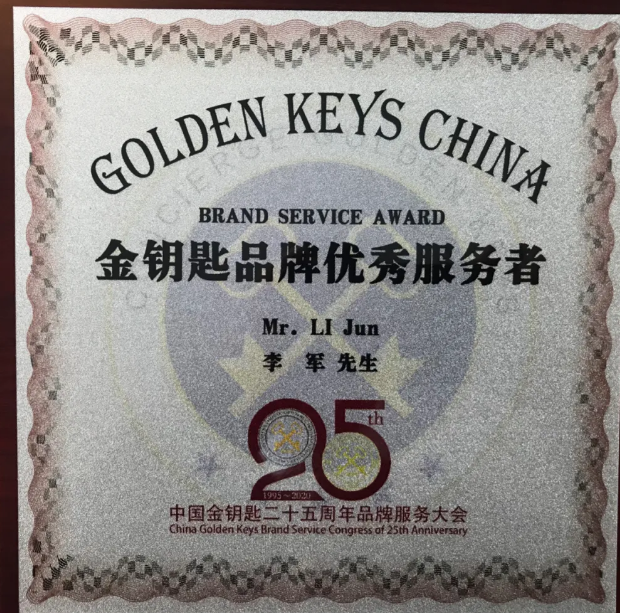 GOLDEN KEYS CHINA
BRAND SERVICE AWARD
金钥匙品牌优秀服务者
Mr. LI Jun
李 军 先生
25th
1995~2020
中国金钥匙二十五周年品牌服务大会
China Golden Keys Brand Service Congress of 25th Anniversary